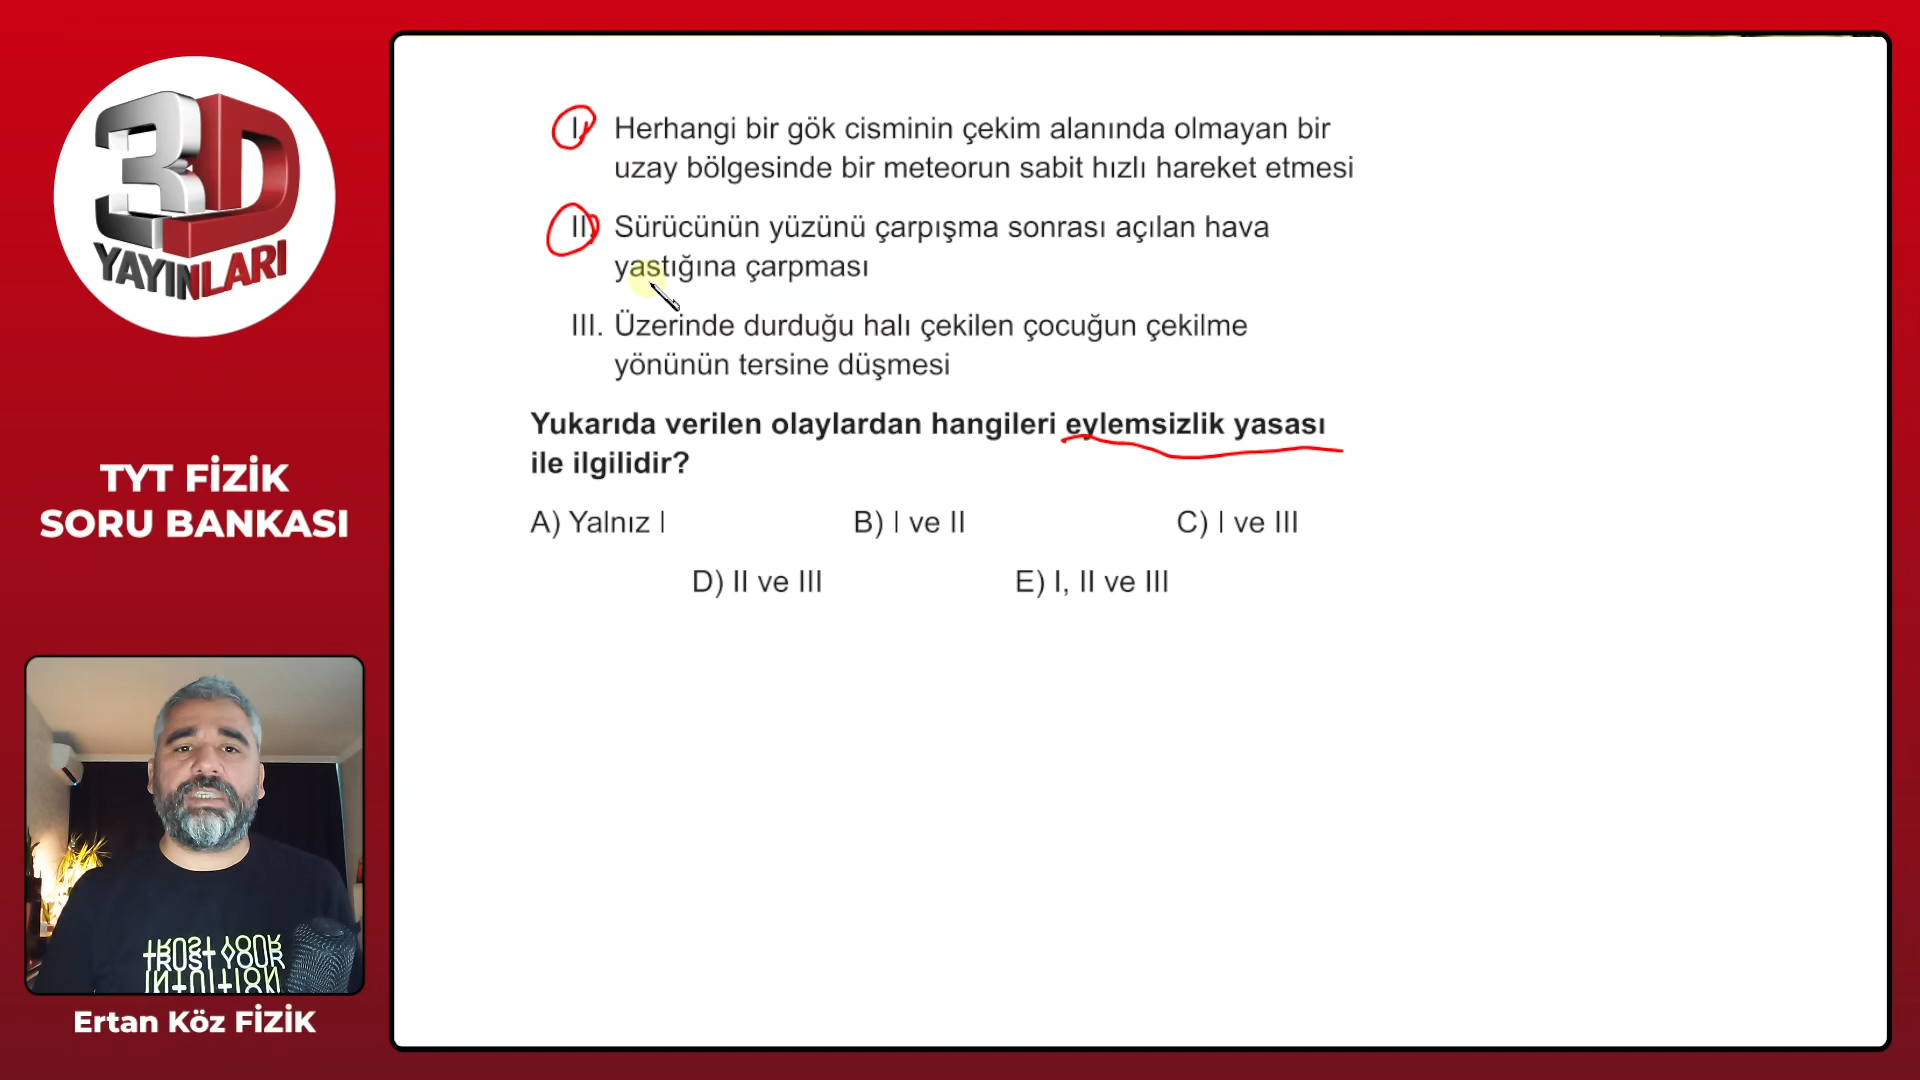 3D
YAYINLARI
TYT FİZİK
SORU BANKASI
I. Herhangi bir gök cisminin çekim alanında olmayan bir
uzay bölgesinde bir meteorun sabit hızlı hareket etmesi
II. Sürücünün yüzünü çarpışma sonrası açılan hava
yastığına çarpması
III. Üzerinde durduğu halı çekilen çocuğun çekilme
yönünün tersine düşmesi
Yukarıda verilen olaylardan hangileri eylemsizlik yasası
ile ilgilidir?
A) Yalnız I B) I ve II C) I ve III
D) II ve III E) I, II ve III
TRUST YOUR
TRUST YOUR
INTUITION
Ertan Köz FİZİK